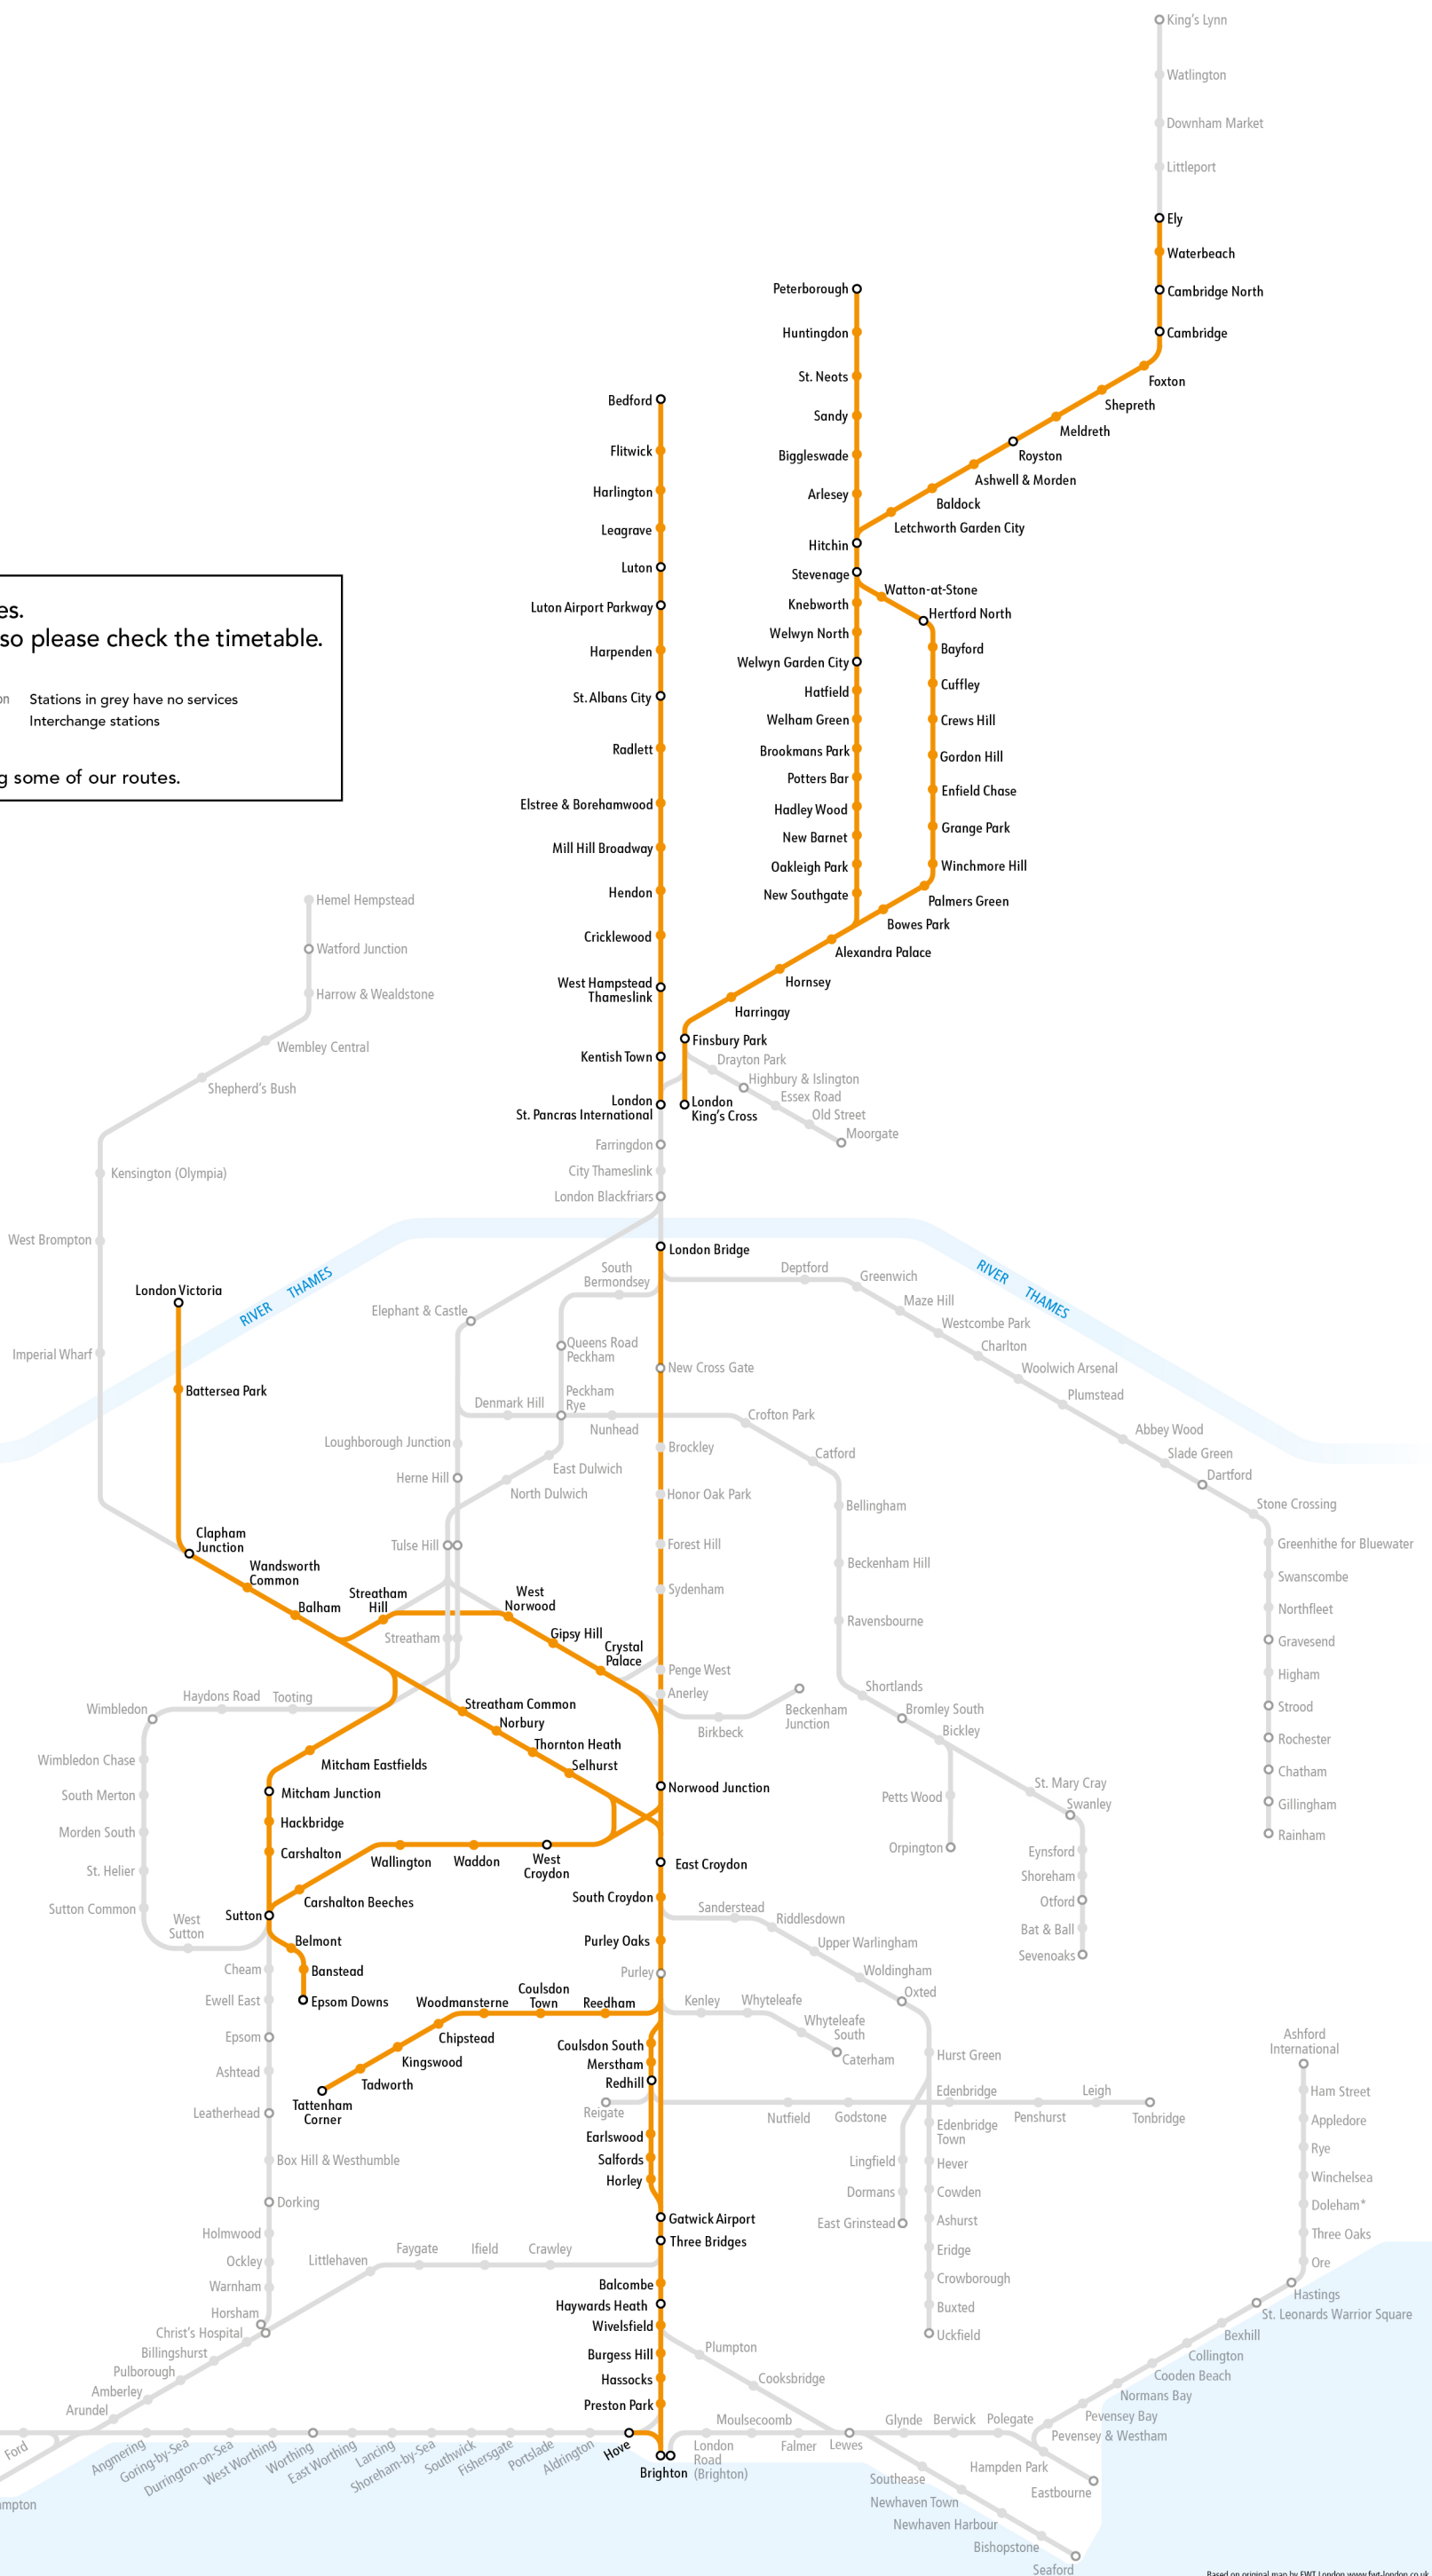 King's Lynn
Watlington
Downham Market
Littleport
Ely
Waterbeach
Cambridge North
Cambridge
Foxton
Shepreth
Meldreth
Royston
Ashwell & Morden
Baldock
Letchworth Garden City
Peterborough
Huntingdon
St. Neots
Sandy
Biggleswade
Arlesey
Hitchin
Stevenage
Knebworth
Welwyn North
Welwyn Garden City
Hatfield
Welham Green
Brookmans Park
Potters Bar
Hadley Wood
New Barnet
Oakleigh Park
New Southgate
Watton-at-Stone
Hertford North
Bayford
Cuffley
Crews Hill
Gordon Hill
Enfield Chase
Grange Park
Winchmore Hill
Palmers Green
Bowes Park
Alexandra Palace
Hornsey
Harringay
Finsbury Park
Drayton Park
Highbury & Islington
Essex Road
Old Street
Moorgate
London
King's Cross
Bedford
Flitwick
Harlington
Leagrave
Luton
Luton Airport Parkway
Harpenden
St. Albans City
Radlett
Elstree & Borehamwood
Mill Hill Broadway
Hendon
Cricklewood
West Hampstead
Thameslink
Kentish Town
London
St. Pancras International
Farringdon
City Thameslink
London Blackfriars
London Bridge
es.
so please check the timetable.
on Stations in grey have no services
Interchange stations
g some of our routes.
Hemel Hempstead
Watford Junction
Harrow & Wealdstone
Wembley Central
Shepherd's Bush
Kensington (Olympia)
West Brompton
Imperial Wharf
RIVER THAMES
RIVER THAMES
London Victoria
Battersea Park
Clapham
Junction
Wandsworth
Common
Balham
Streatham
Hill
West
Norwood
Gipsy Hill
Crystal
Palace
Elephant & Castle
Loughborough Junction
Herne Hill
Tulse Hill
Streatham
South
Bermondsey
Queens Road
Peckham
Peckham
Rye
Denmark Hill
Nunhead
East Dulwich
North Dulwich
Crofton Park
Catford
Bellingham
Beckenham Hill
Ravensbourne
Shortlands
Bromley South
Bickley
Petts Wood
Orpington
St. Mary Cray
Swanley
Eynsford
Shoreham
Otford
Bat & Ball
Sevenoaks
Deptford
Greenwich
Maze Hill
Westcombe Park
Charlton
Woolwich Arsenal
Plumstead
Abbey Wood
Slade Green
Dartford
Stone Crossing
Greenhithe for Bluewater
Swanscombe
Northfleet
Gravesend
Higham
Strood
Rochester
Chatham
Gillingham
Rainham
New Cross Gate
Brockley
Honor Oak Park
Forest Hill
Sydenham
Penge West
Anerley
Birkbeck
Beckenham
Junction
Norwood Junction
East Croydon
South Croydon
Purley Oaks
Purley
Wimbledon
Haydons Road
Tooting
Wimbledon Chase
South Merton
Morden South
St. Helier
Sutton Common
West
Sutton
Streatham Common
Norbury
Thornton Heath
Selhurst
Mitcham Eastfields
Mitcham Junction
Hackbridge
Carshalton
Sutton
Carshalton Beeches
Wallington
Waddon
West
Croydon
Belmont
Banstead
Epsom Downs
Cheam
Ewell East
Epsom
Ashtead
Leatherhead
Box Hill & Westhumble
Dorking
Holmwood
Ockley
Warnham
Horsham
Christ's Hospital
Billingshurst
Pulborough
Amberley
Arundel
Reedham
Coulsdon
Town
Woodmansterne
Chipstead
Kingswood
Tadworth
Tattenham
Corner
Coulsdon South
Merstham
Redhill
Reigate
Earlswood
Salfords
Horley
Gatwick Airport
Three Bridges
Littlehaven
Faygate
Ifield
Crawley
Balcombe
Haywards Heath
Wivelsfield
Burgess Hill
Hassocks
Preston Park
Sanderstead
Riddlesdown
Upper Warlingham
Woldingham
Oxted
Kenley
Whyteleafe
Whyteleafe
South
Caterham
Hurst Green
Nutfield
Godstone
Edenbridge
Penshurst
Leigh
Tonbridge
Edenbridge
Town
Hever
Cowden
Ashurst
Eridge
Crowborough
Buxted
Uckfield
Lingfield
Dormans
East Grinstead
Ashford
International
Ham Street
Appledore
Rye
Winchelsea
Doleham*
Three Oaks
Ore
Hastings
St. Leonards Warrior Square
Bexhill
Collington
Cooden Beach
Normans Bay
Pevensey Bay
Pevensey & Westham
Plumpton
Cooksbridge
Ford
Angmering
Goring-by-Sea
Durrington-on-Sea
West Worthing
Worthing
East Worthing
Lancing
Shoreham-by-Sea
Southwick
Fishersgate
Portslade
Aldrington
Hove
Brighton
London
Road
(Brighton)
Moulsecoomb
Falmer
Lewes
Glynde
Berwick
Polegate
Hampden Park
Eastbourne
Southease
Newhaven Town
Newhaven Harbour
Bishopstone
Seaford
ampton
Based on original map by FWT London www.fwt-london.co.uk